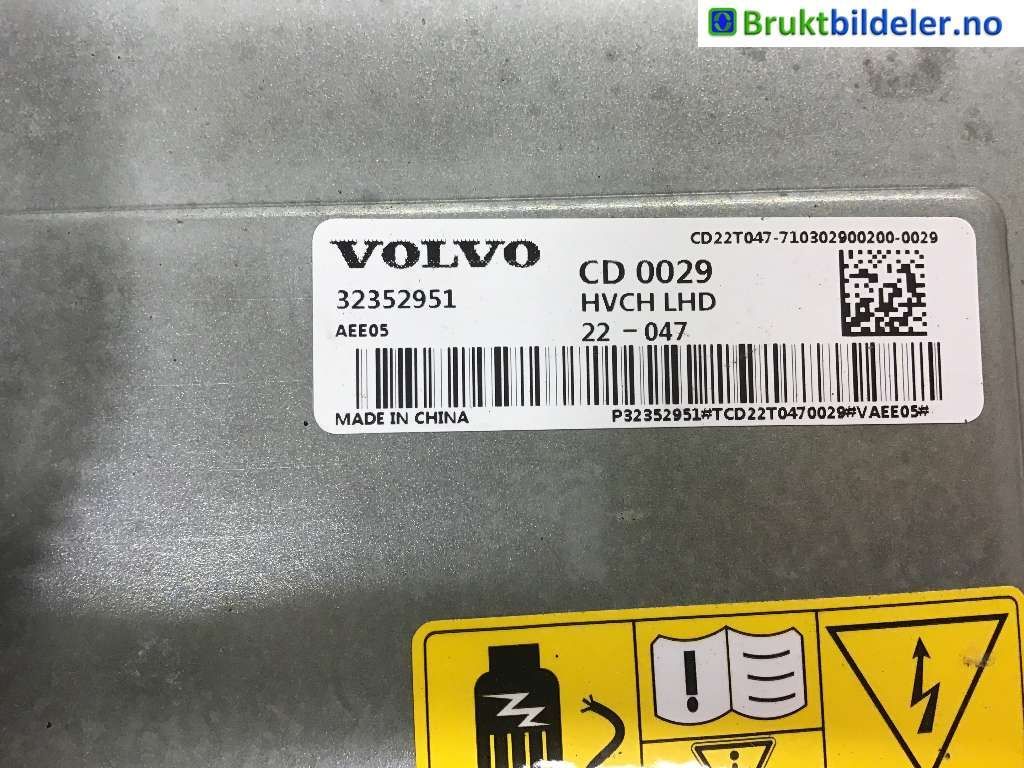 Bruktbildeler.no
VOLVO
CD22T047-710302900200-0029
32352951
CD 0029
HVCH LHD
AEE05
22 - 047
MADE IN CHINA
P32352951#TCD22T0470029#VAEE05#